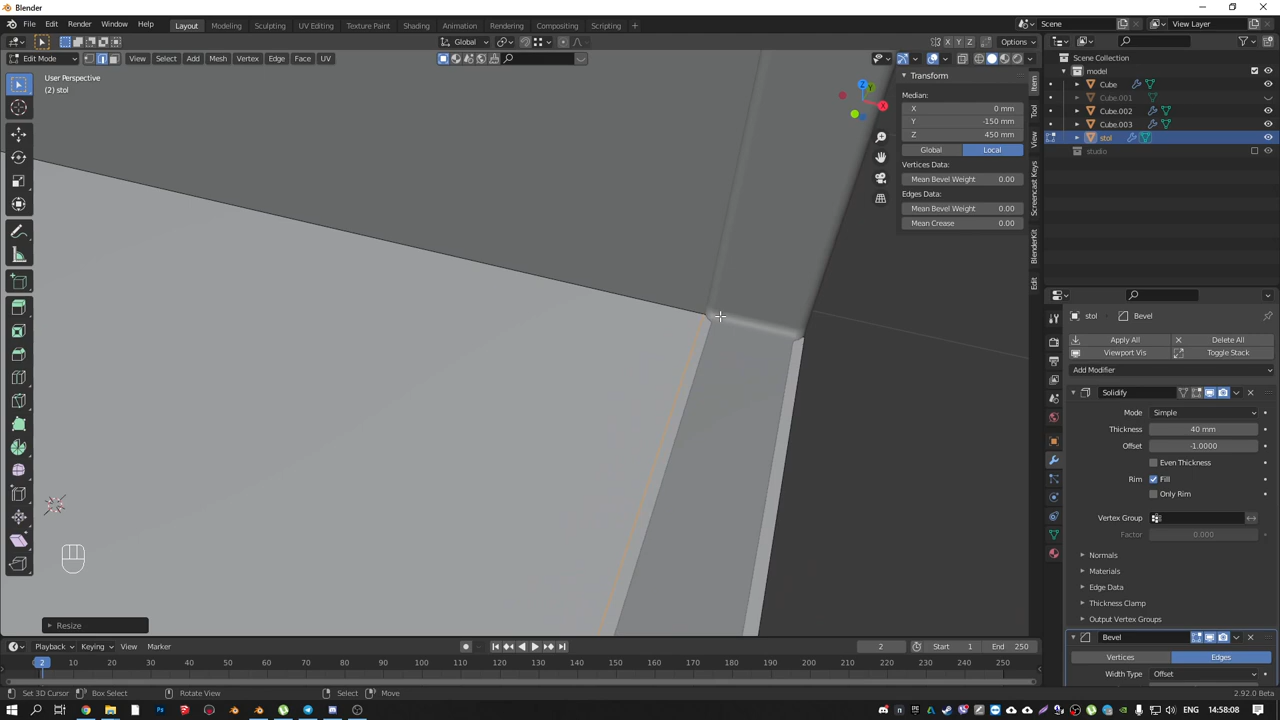 Blender
File Edit Render Window Help Layout Modeling Sculpting UV Editing Texture Paint Shading Animation Rendering Compositing Scripting + Scene View Layer
Global Options
Edit Mode View Select Add Mesh Vertex Edge Face UV X Y Z
User Perspective
(2) stol
Transform
Median:
X 0 mm
Y -150 mm
Z 450 mm
Global Local
Vertices Data:
Mean Bevel Weight 0.00
Edges Data:
Mean Bevel Weight 0.00
Mean Crease 0.00
Item
Tool
View
Screencast Keys
BlenderKit
Edit
Z
Y
X
Scene Collection
model
Cube
Cube.001
Cube.002
Cube.003
stol
studio
stol Bevel
Apply All Delete All
Viewport Vis Toggle Stack
Add Modifier
Solidify
Mode Simple
Thickness 40 mm
Offset -1.0000
Even Thickness
Rim Fill
Only Rim
Vertex Group
Factor 0.000
Normals
Materials
Edge Data
Thickness Clamp
Output Vertex Groups
Bevel
Vertices Edges
Width Type Offset
Resize
Playback Keying View Marker 2 Start 1 End 250
2 10 20 30 40 50 60 70 80 90 100 110 120 130 140 150 160 170 180 190 200 210 220 230 240 250
Set 3D Cursor Box Select Rotate View Select Move 2.92.0 Beta
ENG 14:58:08